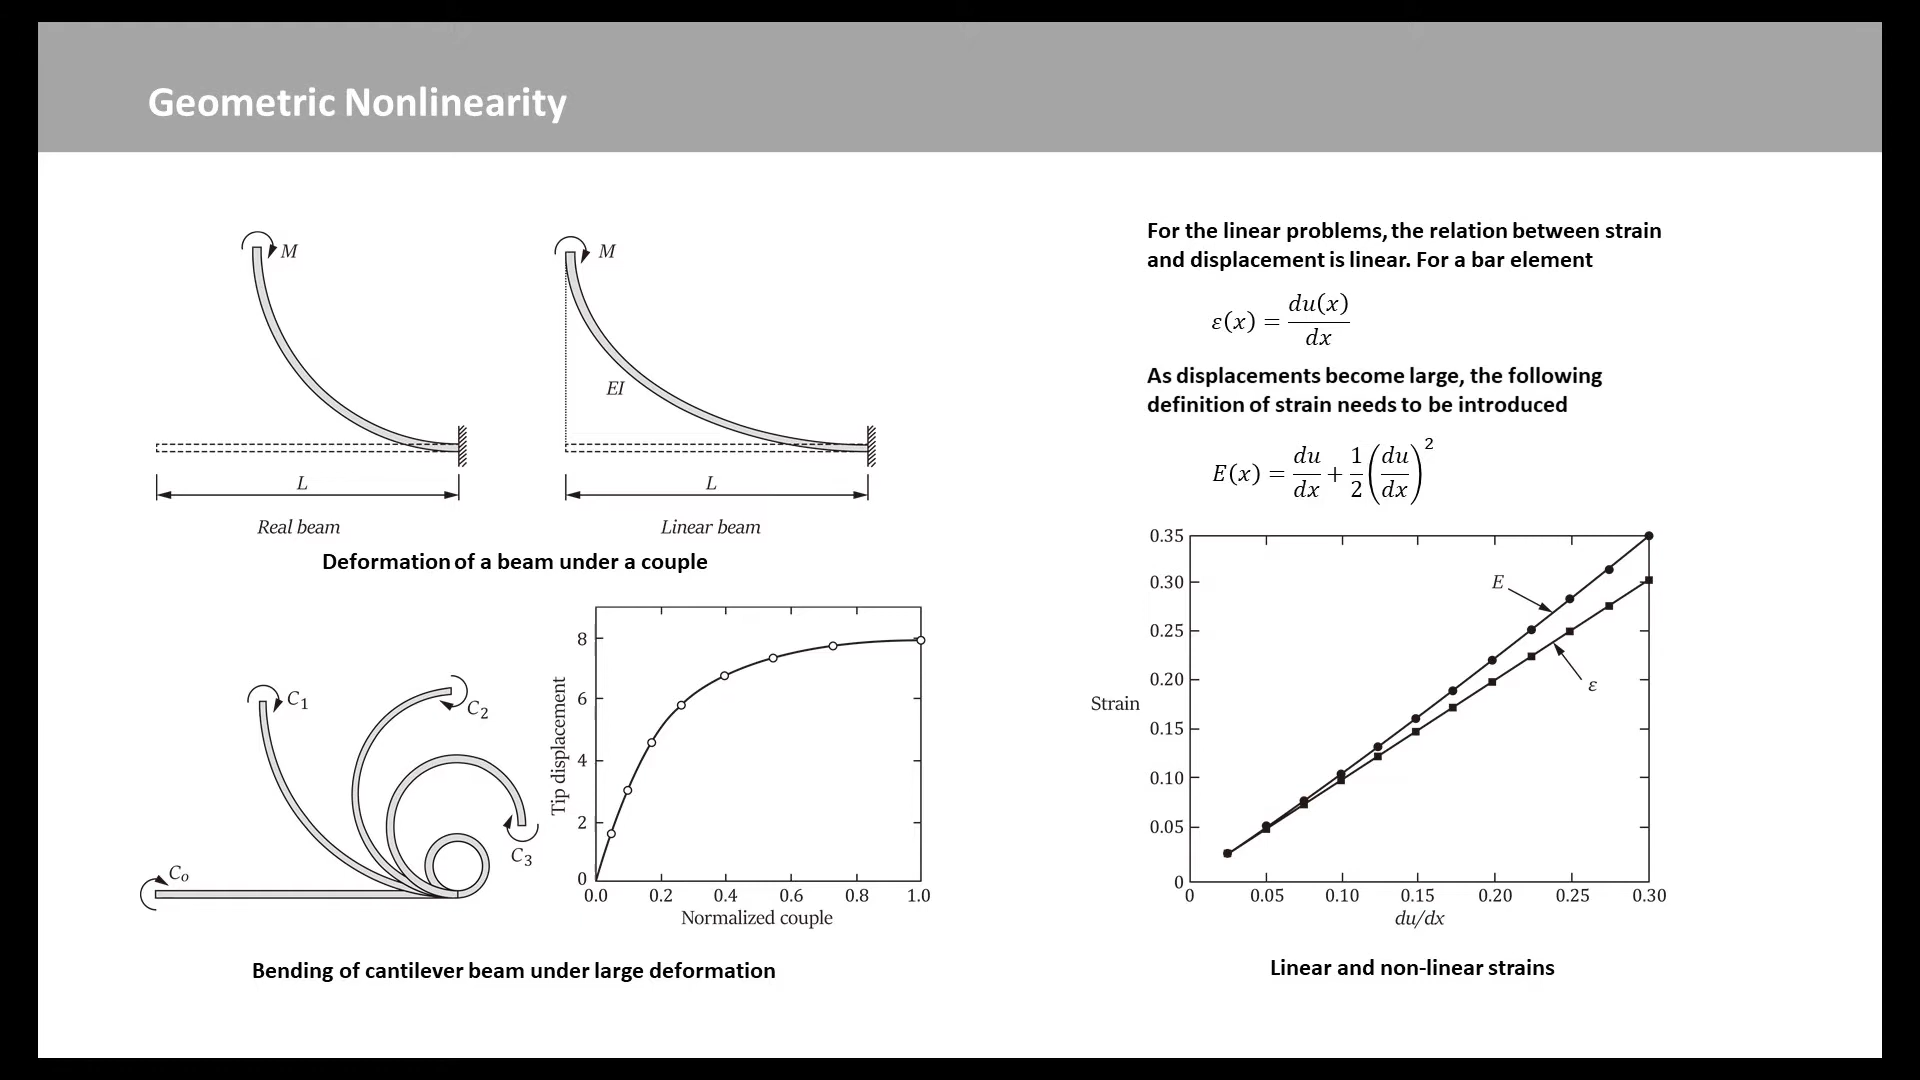 Geometric Nonlinearity
M
L
Real beam
M
EI
L
Linear beam
Deformation of a beam under a couple
C₀
C₁
C₂
C₃
Tip displacement
8
6
4
2
0
0.0 0.2 0.4 0.6 0.8 1.0
Normalized couple
Bending of cantilever beam under large deformation
For the linear problems, the relation between strain
and displacement is linear. For a bar element
ε(x) = du(x)/dx
As displacements become large, the following
definition of strain needs to be introduced
E(x) = du/dx + 1/2 (du/dx)²
Strain
0.35
0.30
0.25
0.20
0.15
0.10
0.05
0
E
ε
0 0.05 0.10 0.15 0.20 0.25 0.30
du/dx
Linear and non-linear strains